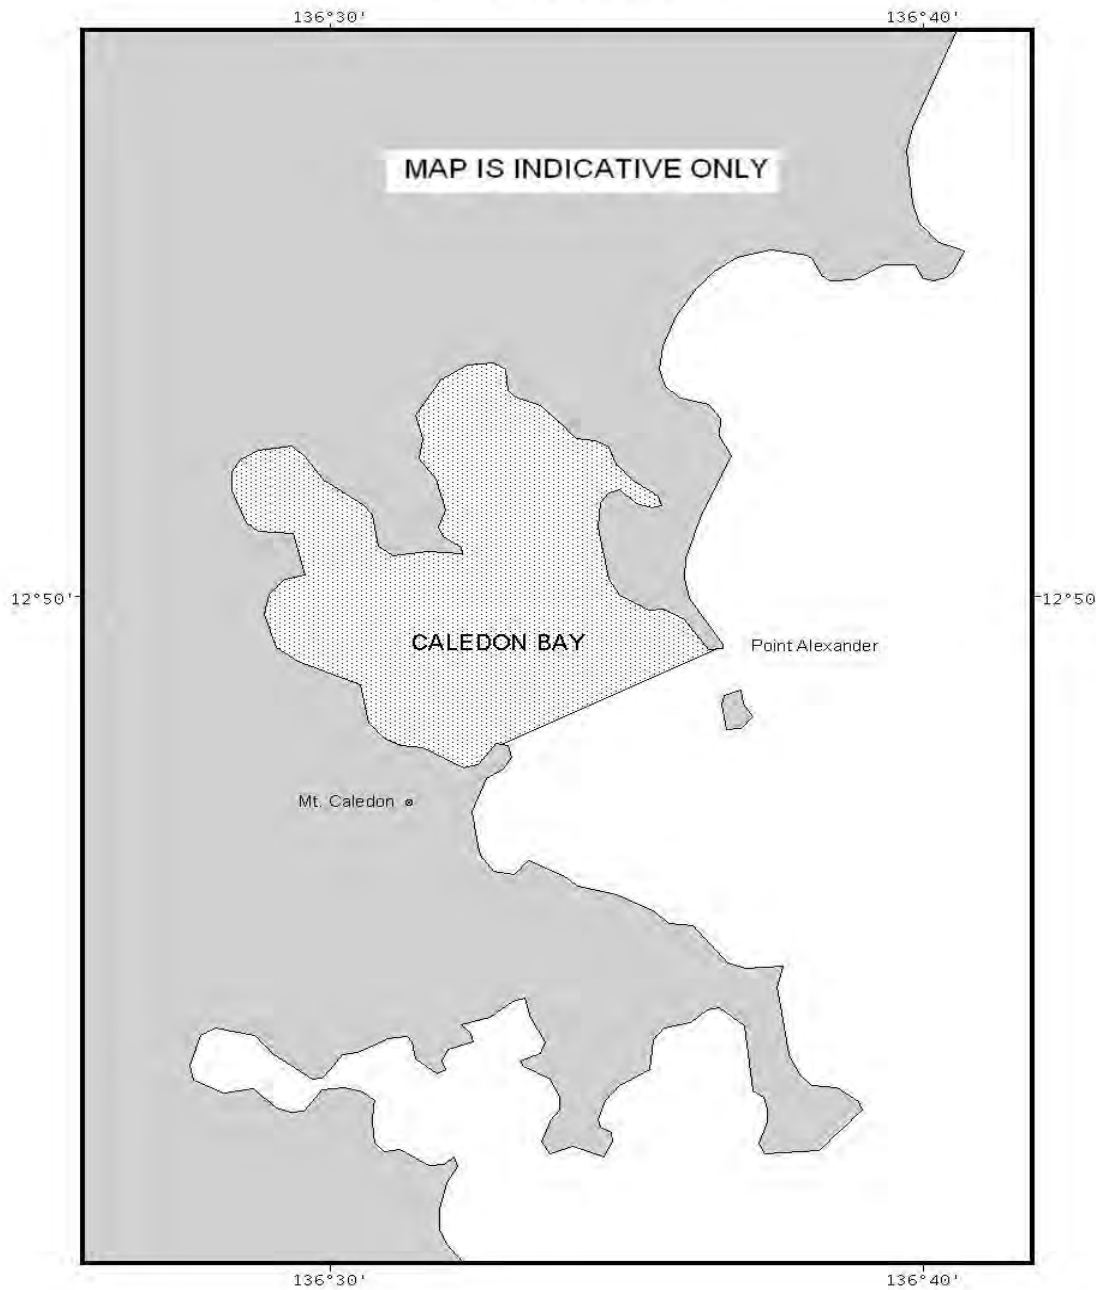 136°30' 136°40'
MAP IS INDICATIVE ONLY
12°50' 12°50
CALEDON BAY
Point Alexander
Mt. Caledon
136°30' 136°40'